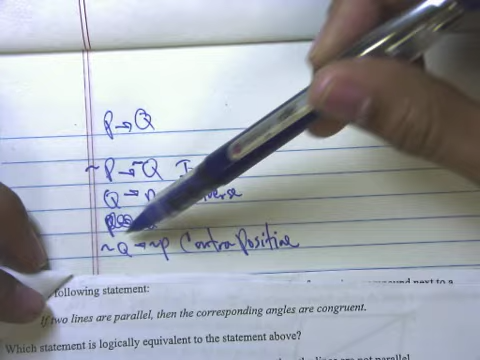 P → Q
~P → ~Q
Q →
~Q → ~P Contra Positive
following statement:
If two lines are parallel, then the corresponding angles are congruent.
Which statement is logically equivalent to the statement above?